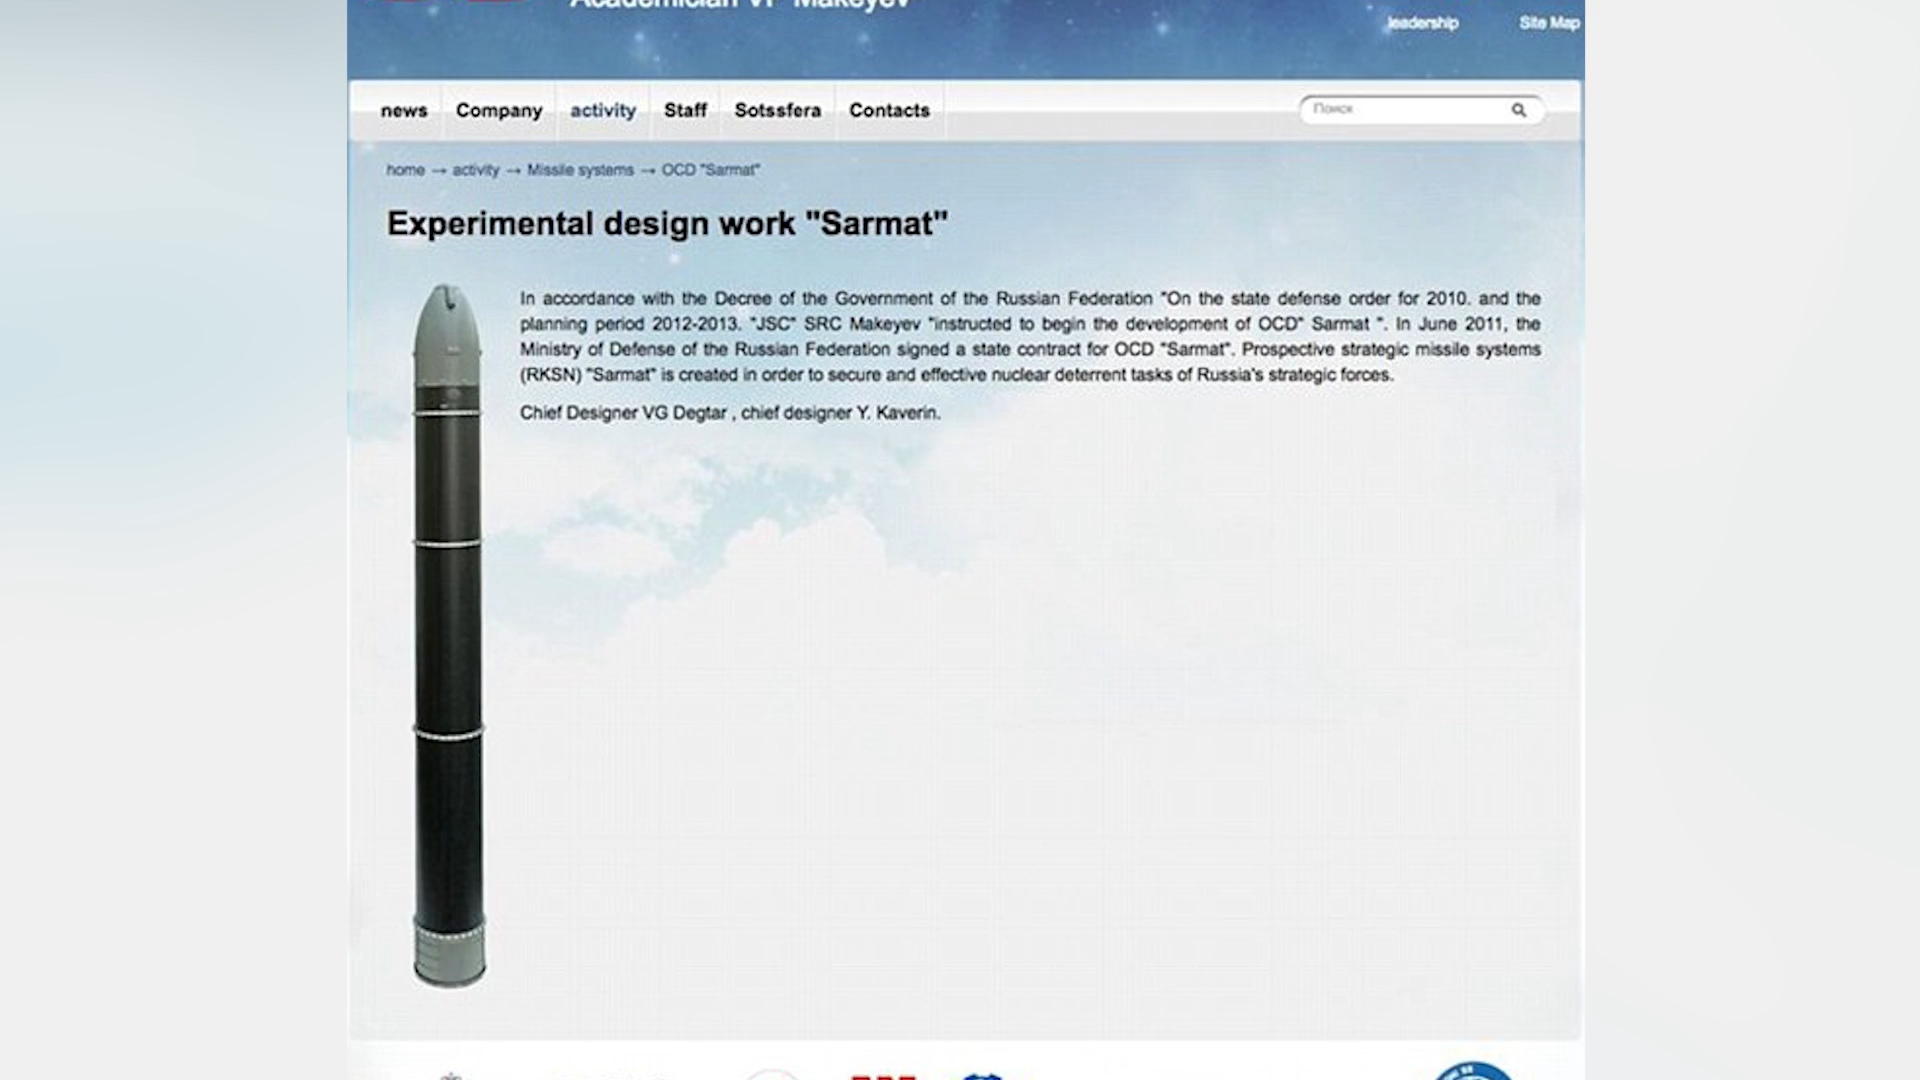 Academician VP Makeyev"
leadership
Site Map
news
Company
activity
Staff
Sotssfera
Contacts
Поиск
home → activity → Missile systems → OCD "Sarmat"
Experimental design work "Sarmat"
In accordance with the Decree of the Government of the Russian Federation "On the state defense order for 2010. and the
planning period 2012-2013. "JSC" SRC Makeyev "instructed to begin the development of OCD" Sarmat ". In June 2011, the
Ministry of Defense of the Russian Federation signed a state contract for OCD "Sarmat". Prospective strategic missile systems
(RKSN) "Sarmat" is created in order to secure and effective nuclear deterrent tasks of Russia's strategic forces.
Chief Designer VG Degtar , chief designer Y. Kaverin.